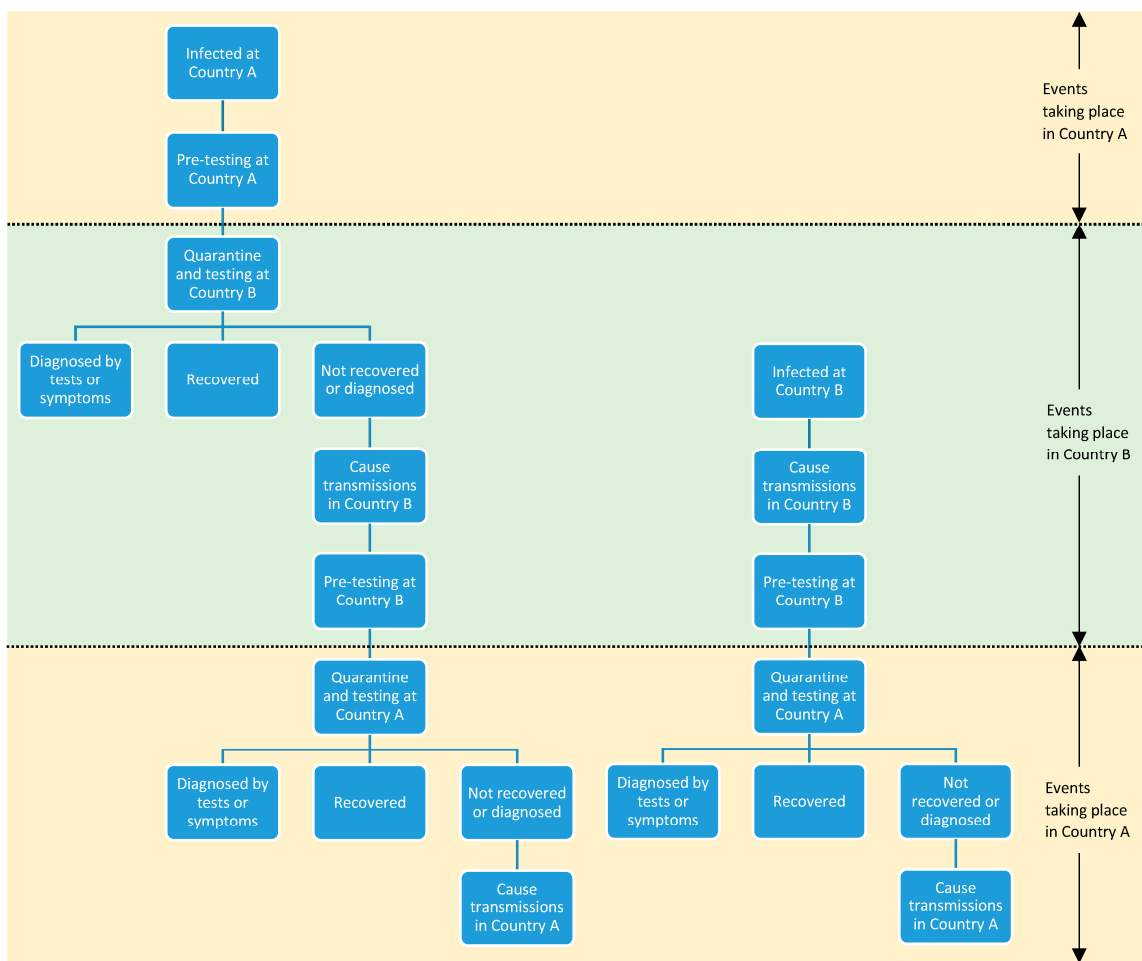 Infected at
Country A
Events
taking place
in Country A
Pre-testing at
Country A
Quarantine
and testing at
Country B
Diagnosed by
tests or
symptoms
Recovered
Not recovered
or diagnosed
Infected at
Country B
Events
taking place
in Country B
Cause
transmissions
in Country B
Cause
transmissions
in Country B
Pre-testing at
Country B
Pre-testing at
Country B
Quarantine
and testing at
Country A
Quarantine
and testing at
Country A
Diagnosed by
tests or
symptoms
Recovered
Not recovered
or diagnosed
Diagnosed by
tests or
symptoms
Recovered
Not
recovered or
diagnosed
Events
taking place
in Country A
Cause
transmissions
in Country A
Cause
transmissions
in Country A